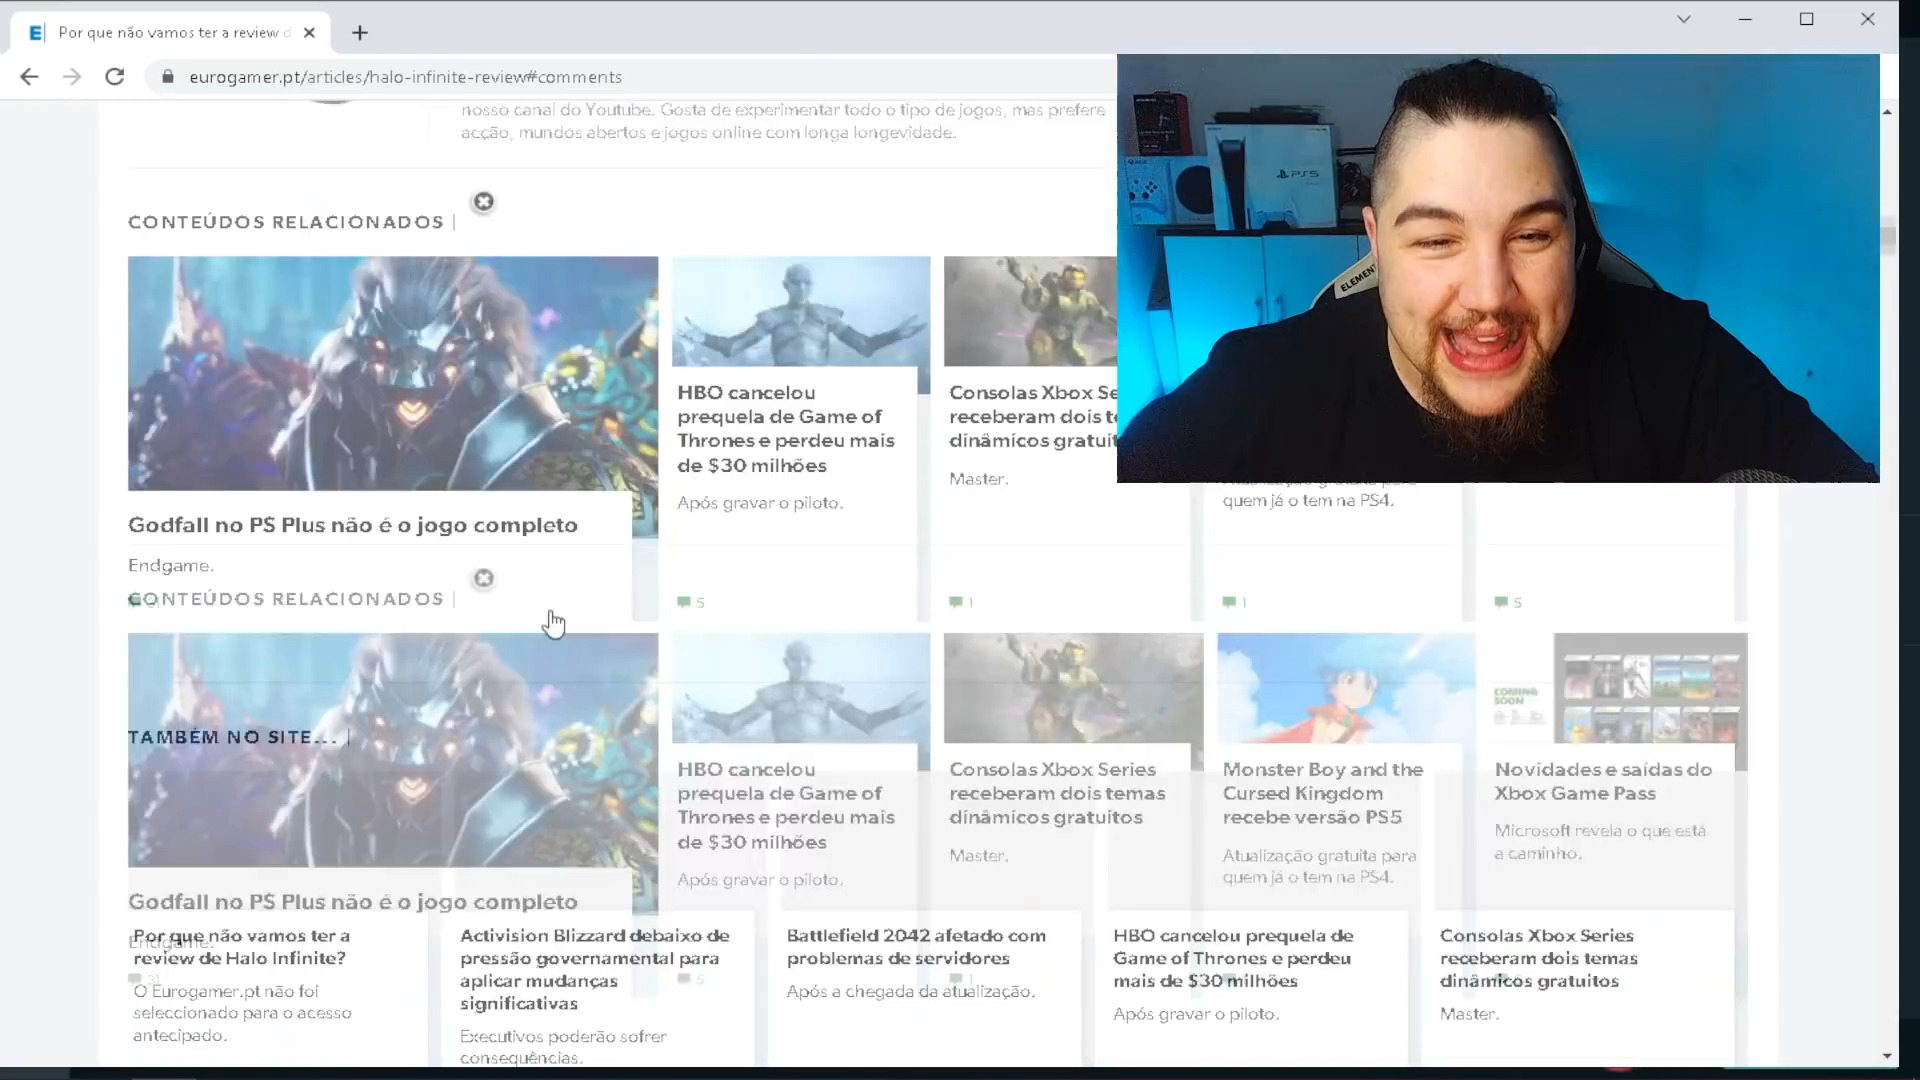 Por que não vamos ter a review d
eurogamer.pt/articles/halo-infinite-review#comments
nosso canal do Youtube. Gosta de experimentar todo o tipo de jogos, mas prefere
acção, mundos abertos e jogos online com longa longevidade.
PS5
ELEMENT
CONTEÚDOS RELACIONADOS |
HBO cancelou
prequela de Game of
Thrones e perdeu mais
de $30 milhões
Após gravar o piloto.
5
Consolas Xbox Se
receberam dois t
dinâmicos gratuit
Master.
1
quem já o tem na PS4.
1
5
Godfall no PS Plus não é o jogo completo
Endgame.
CONTEÚDOS RELACIONADOS |
TAMBÉM NO SITE... |
HBO cancelou
prequela de Game of
Thrones e perdeu mais
de $30 milhões
Após gravar o piloto.
Consolas Xbox Series
receberam dois temas
dinâmicos gratuitos
Master.
Monster Boy and the
Cursed Kingdom
recebe versão PS5
Atualização gratuita para
quem já o tem na PS4.
COMING
SOON
Novidades e saídas do
Xbox Game Pass
Microsoft revela o que está
a caminho.
Godfall no PS Plus não é o jogo completo
Endgame.
31
5
1
Por que não vamos ter a
review de Halo Infinite?
O Eurogamer.pt não foi
seleccionado para o acesso
antecipado.
Activision Blizzard debaixo de
pressão governamental para
aplicar mudanças
significativas
Executivos poderão sofrer
consequências.
Battlefield 2042 afetado com
problemas de servidores
Após a chegada da atualização.
HBO cancelou prequela de
Game of Thrones e perdeu
mais de $30 milhões
Após gravar o piloto.
Consolas Xbox Series
receberam dois temas
dinâmicos gratuitos
Master.